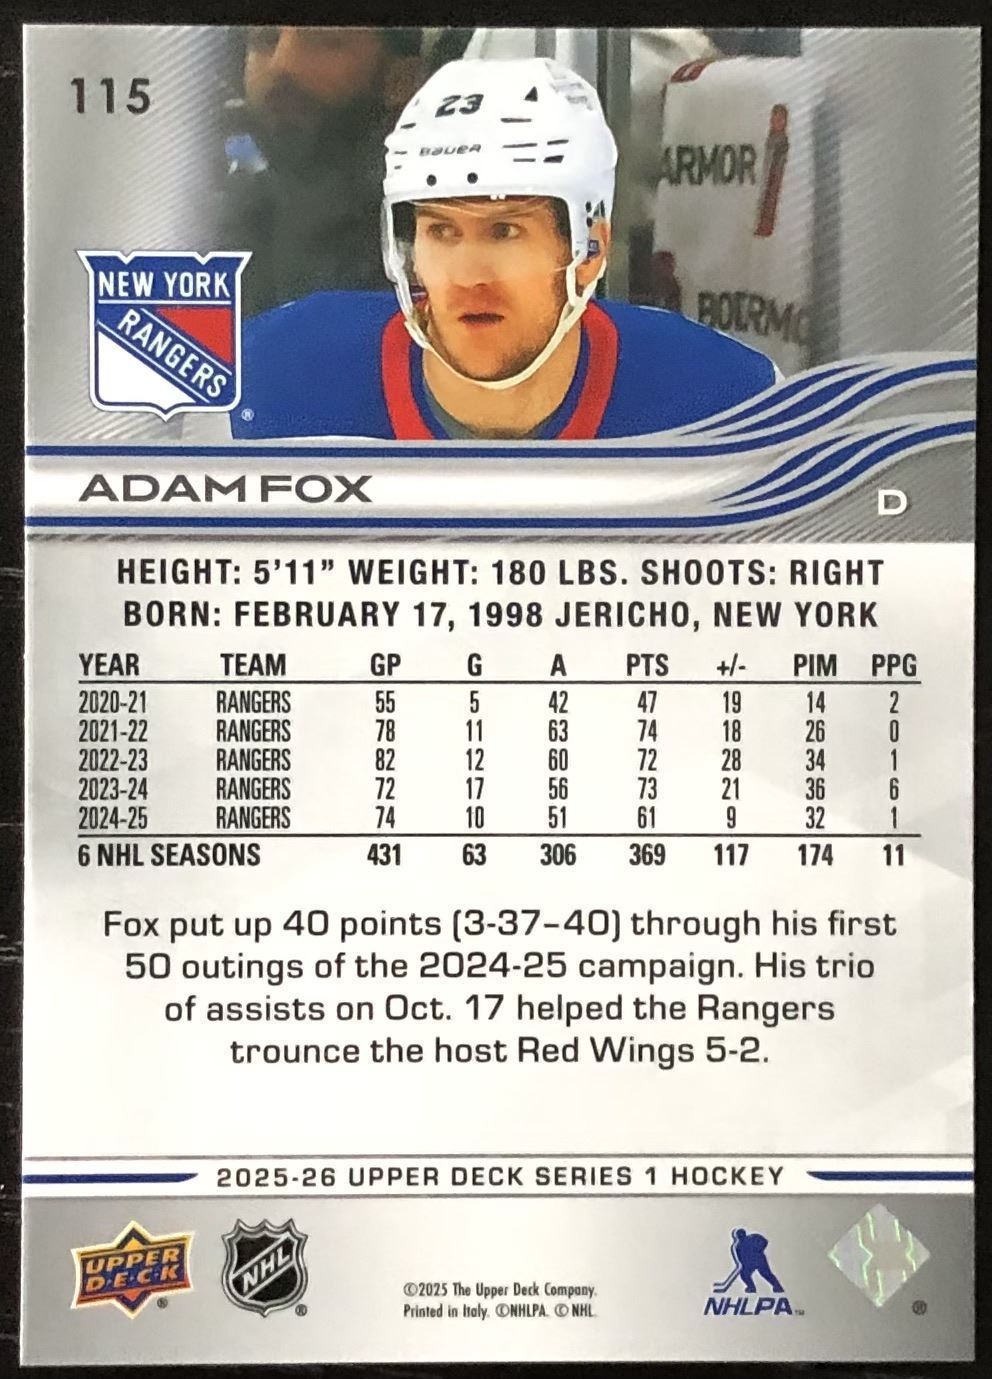 115
23
BAUER
ARMOR
NEW YORK
RANGERS
®
ADAM FOX
D
HEIGHT: 5'11" WEIGHT: 180 LBS. SHOOTS: RIGHT
BORN: FEBRUARY 17, 1998 JERICHO, NEW YORK
YEAR TEAM GP G A PTS +/- PIM PPG
2020-21 RANGERS 55 5 42 47 19 14 2
2021-22 RANGERS 78 11 63 74 18 26 0
2022-23 RANGERS 82 12 60 72 28 34 1
2023-24 RANGERS 72 17 56 73 21 36 6
2024-25 RANGERS 74 10 51 61 9 32 1
6 NHL SEASONS 431 63 306 369 117 174 11
Fox put up 40 points (3-37–40) through his first
50 outings of the 2024-25 campaign. His trio
of assists on Oct. 17 helped the Rangers
trounce the host Red Wings 5-2.
2025-26 UPPER DECK SERIES 1 HOCKEY
UPPER
DECK
®
NHL
®
©2025 The Upper Deck Company.
Printed in Italy. ©NHLPA. © NHL.
NHLPA™
®